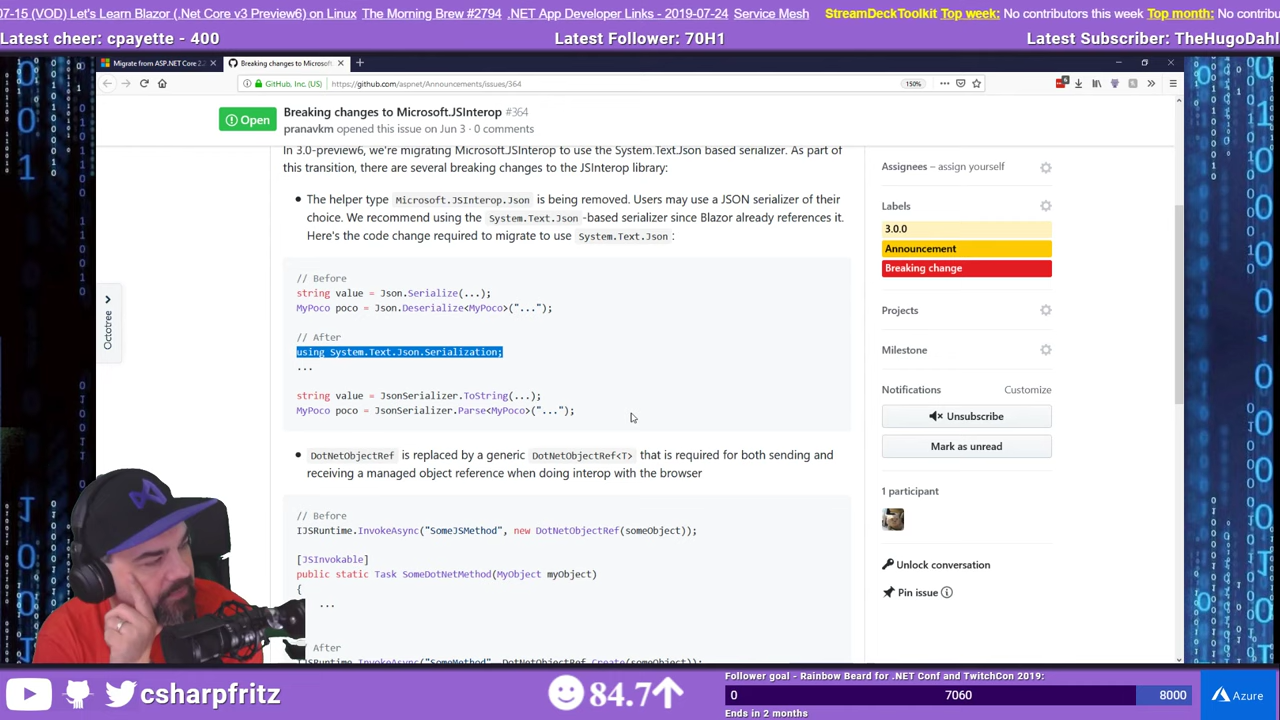 07-15 (VOD) Let's Learn Blazor (.Net Core v3 Preview6) on Linux The Morning Brew #2794 .NET App Developer Links - 2019-07-24 Service Mesh
StreamDeckToolkit Top week: No contributors this week Top month: No contribu
Latest cheer: cpayette - 400
Latest Follower: 70H1
Latest Subscriber: TheHugoDahl
Migrate from ASP.NET Core 2.
Breaking changes to Microsoft.
GitHub, Inc. (US)
https://github.com/aspnet/Announcements/issues/364
150%
Open
Breaking changes to Microsoft.JSInterop #364
pranavkm opened this issue on Jun 3 · 0 comments
In 3.0-preview6, we're migrating Microsoft.JSInterop to use the System.Text.Json based serializer. As part of
this transition, there are several breaking changes to the JSInterop library:
The helper type Microsoft.JSInterop.Json is being removed. Users may use a JSON serializer of their
choice. We recommend using the System.Text.Json -based serializer since Blazor already references it.
Here's the code change required to migrate to use System.Text.Json :
// Before
string value = Json.Serialize(...);
MyPoco poco = Json.Deserialize<MyPoco>("...");
// After
using System.Text.Json.Serialization;
...
string value = JsonSerializer.ToString(...);
MyPoco poco = JsonSerializer.Parse<MyPoco>("...");
DotNetObjectRef is replaced by a generic DotNetObjectRef<T> that is required for both sending and
receiving a managed object reference when doing interop with the browser
// Before
IJSRuntime.InvokeAsync("SomeJSMethod", new DotNetObjectRef(someObject));
[JSInvokable]
public static Task SomeDotNetMethod(MyObject myObject)
{
...
// After
IJSRuntime.InvokeAsync("SomeMethod", DotNetObjectRef.Create(someObject));
Octotree
Assignees – assign yourself
Labels
3.0.0
Announcement
Breaking change
Projects
Milestone
Notifications
Customize
Unsubscribe
Mark as unread
1 participant
Unlock conversation
Pin issue
csharpfritz
84.7
Follower goal - Rainbow Beard for .NET Conf and TwitchCon 2019:
0 7060 8000
Ends in 2 months
Azure